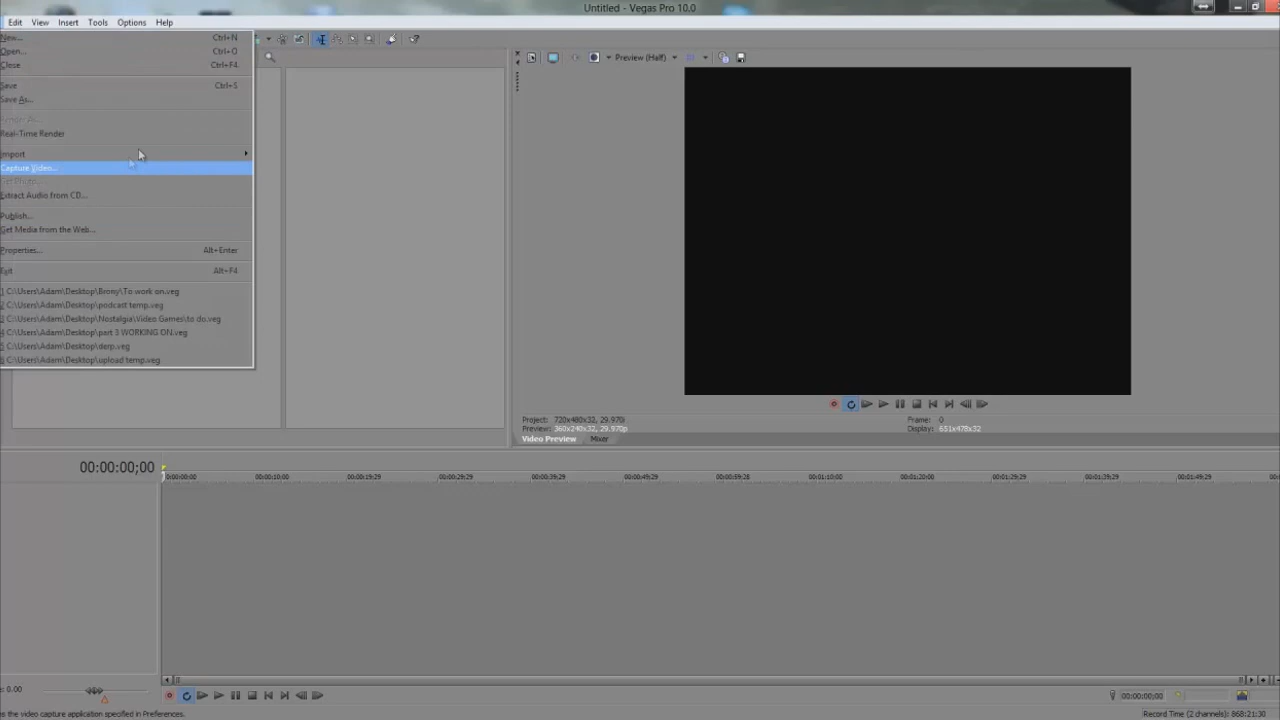 Untitled - Vegas Pro 10.0
Edit View Insert Tools Options Help
New... Ctrl+N
Open... Ctrl+O
Close Ctrl+F4
Save Ctrl+S
Save As...
Render As...
Real-Time Render
Import
Capture Video...
Get Photo...
Extract Audio from CD...
Publish...
Get Media from the Web...
Properties... Alt+Enter
Exit Alt+F4
1 C:\Users\Adam\Desktop\Brony\To work on.veg
2 C:\Users\Adam\Desktop\podcast temp.veg
3 C:\Users\Adam\Desktop\Nostalgia\Video Games\to do.veg
4 C:\Users\Adam\Desktop\part 3 WORKING ON.veg
5 C:\Users\Adam\Desktop\derp.veg
6 C:\Users\Adam\Desktop\upload temp.veg
Preview (Half)
Project: 720x480x32, 29.970i
Preview: 360x240x32, 29.970p
Frame: 0
Display: 651x478x32
Video Preview Mixer
00:00:00;00
0:00:00;00 00:00:10;00 00:00:19;29 00:00:29;29 00:00:39;29 00:00:49;29 00:00:59;28 00:01:10;00 00:01:20;00 00:01:29;29 00:01:39;29 00:01:49;29
0.00
00:00:00;00
s the video capture application specified in Preferences.
Record Time (2 channels): 868:21:30